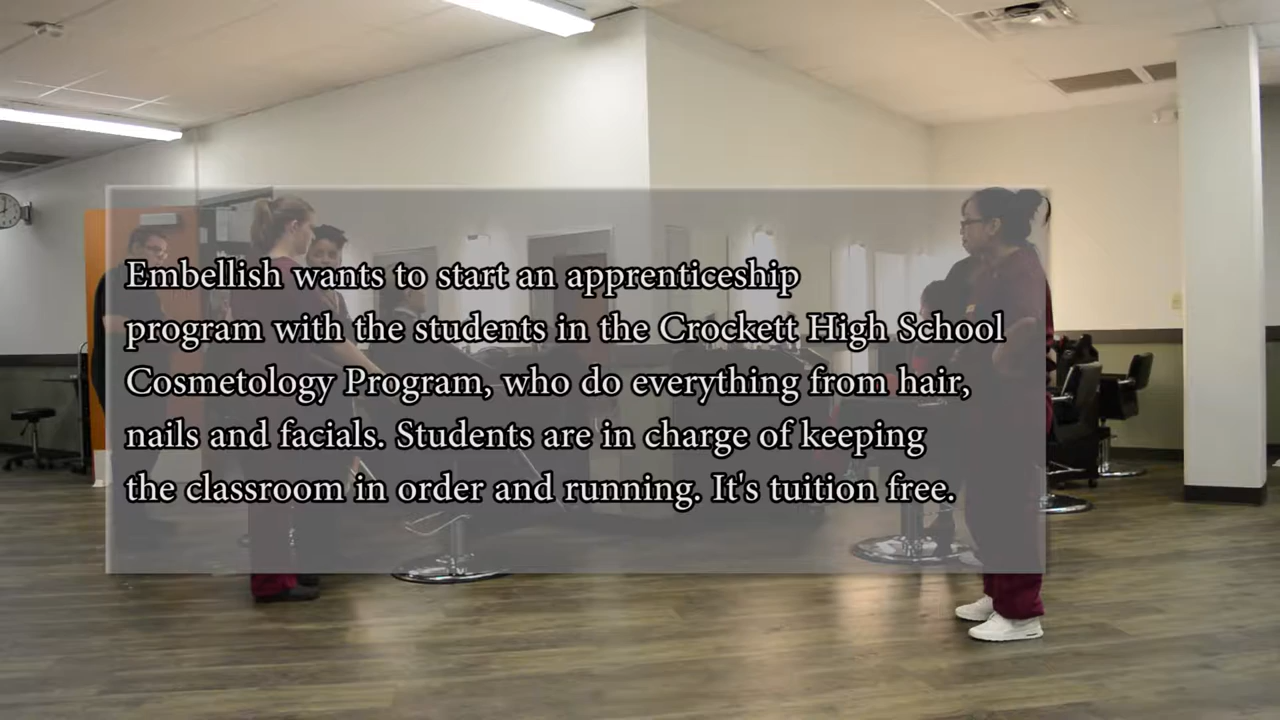 Embellish wants to start an apprenticeship
program with the students in the Crockett High School
Cosmetology Program, who do everything from hair,
nails and facials. Students are in charge of keeping
the classroom in order and running. It's tuition free.